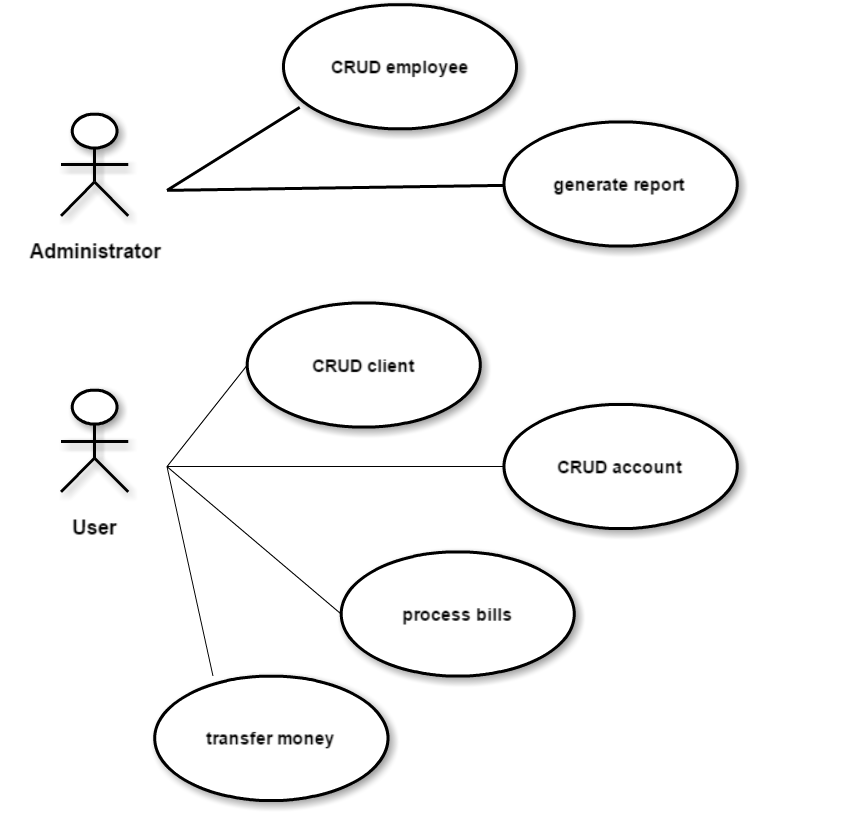 CRUD employee
generate report
Administrator
CRUD client
CRUD account
User
process bills
transfer money